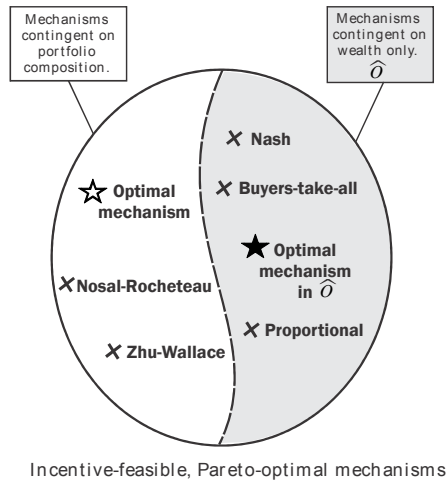 Mechanisms
contingent on
portfolio
composition.
Mechanisms
contingent on
wealth only.
Ô
Nash
Buyers-take-all
Optimal
mechanism
Optimal
mechanism
in Ô
Nosal-Rocheteau
Proportional
Zhu-Wallace
Incentive-feasible, Pareto-optimal mechanisms